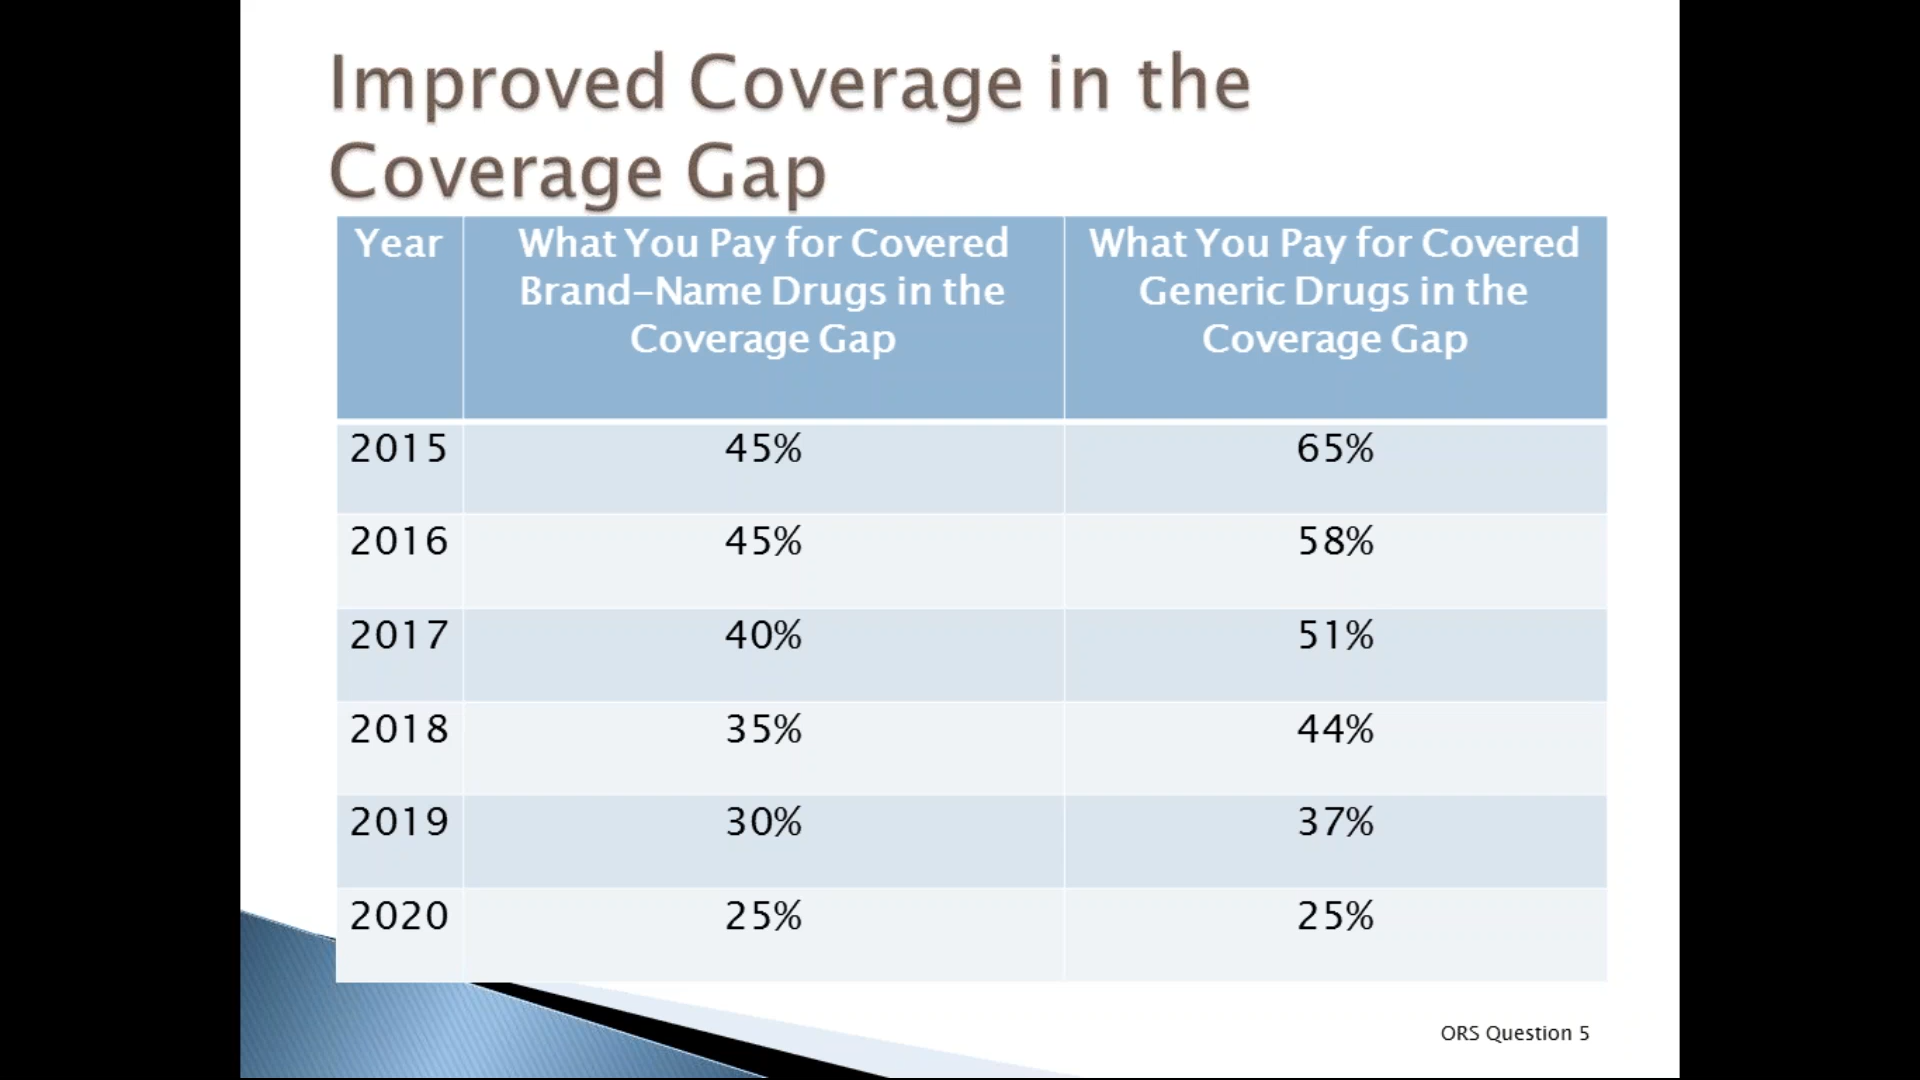 Improved Coverage in the
Coverage Gap
Year
What You Pay for Covered
Brand-Name Drugs in the
Coverage Gap
What You Pay for Covered
Generic Drugs in the
Coverage Gap
2015 45% 65%
2016 45% 58%
2017 40% 51%
2018 35% 44%
2019 30% 37%
2020 25% 25%
ORS Question 5